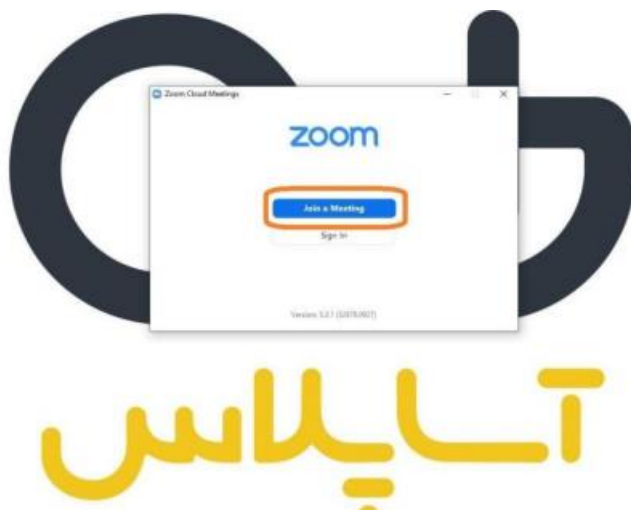 Zoom Cloud Meetings
zoom
Join a Meeting
Sign In
آساپلاس